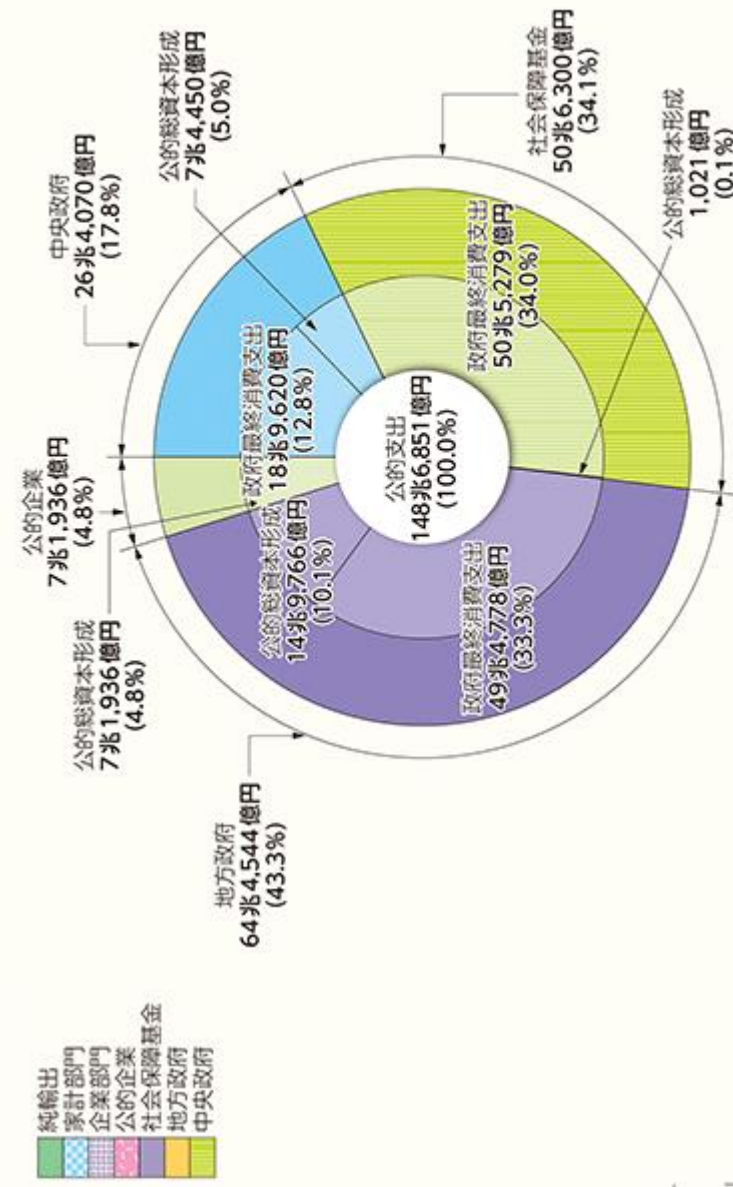 純輸出
家計部門
企業部門
公的企業
社会保障基金
地方政府
中央政府
公的企業
7兆1,936億円
(4.8%)
中央政府
26兆4,070億円
(17.8%)
公的総資本形成
7兆4,450億円
(5.0%)
公的総資本形成
7兆1,936億円
(4.8%)
政府最終消費支出
18兆9,620億円
(12.8%)
社会保障基金
50兆6,300億円
(34.1%)
政府最終消費支出
50兆5,279億円
(34.0%)
公的総資本形成
1,021億円
(0.1%)
公的支出
148兆6,851億円
(100.0%)
公的総資本形成
14兆9,766億円
(10.1%)
政府最終消費支出
49兆4,778億円
(33.3%)
地方政府
64兆4,544億円
(43.3%)